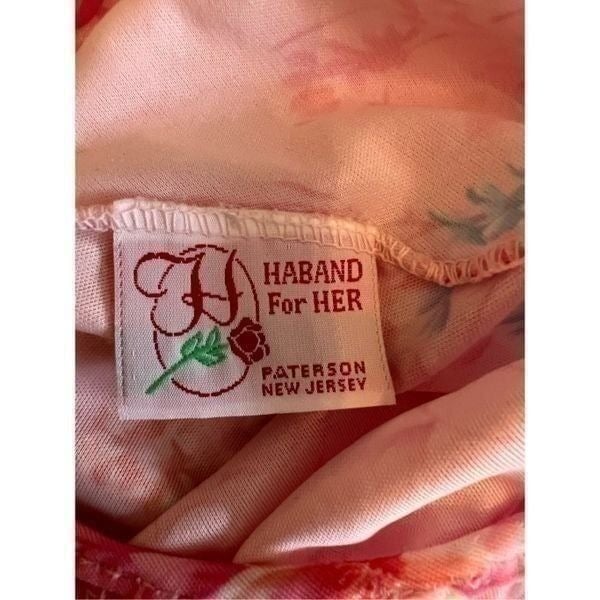 H
HABAND
For HER
PATERSON
NEW JERSEY